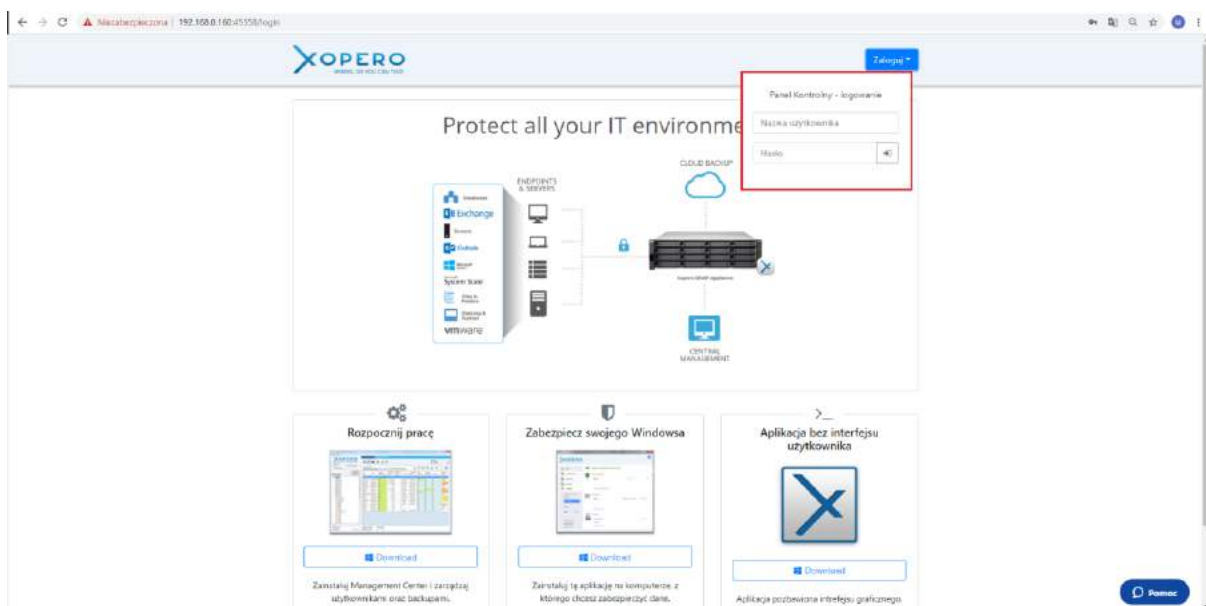 Niezabezpieczona | 192.168.0.160:45558/login
XOPERO
Zaloguj
Panel Kontrolny - logowanie
Nazwa użytkownika
Hasło
Protect all your IT environme
CLOUD BACKUP
ENDPOINTS
& SERVERS
Exchange
Outlook
System State
vmware
CENTRAL
MANAGEMENT
Rozpocznij pracę
Zabezpiecz swojego Windowsa
Aplikacja bez interfejsu
użytkownika
Download
Download
Download
Zainstaluj Management Center i zarządzaj
użytkownikami oraz backupami.
Zainstaluj tę aplikację na komputerze, z
którego chcesz zabezpieczyć dane.
Aplikacja pozbawiona intrefejsu graficznego.
Pomoc